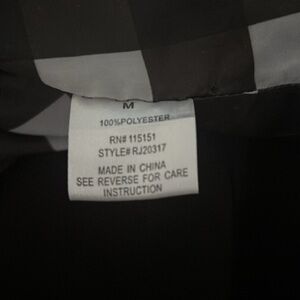 M
100%POLYESTER
RN# 115151
STYLE# RJ20317
MADE IN CHINA
SEE REVERSE FOR CARE
INSTRUCTION